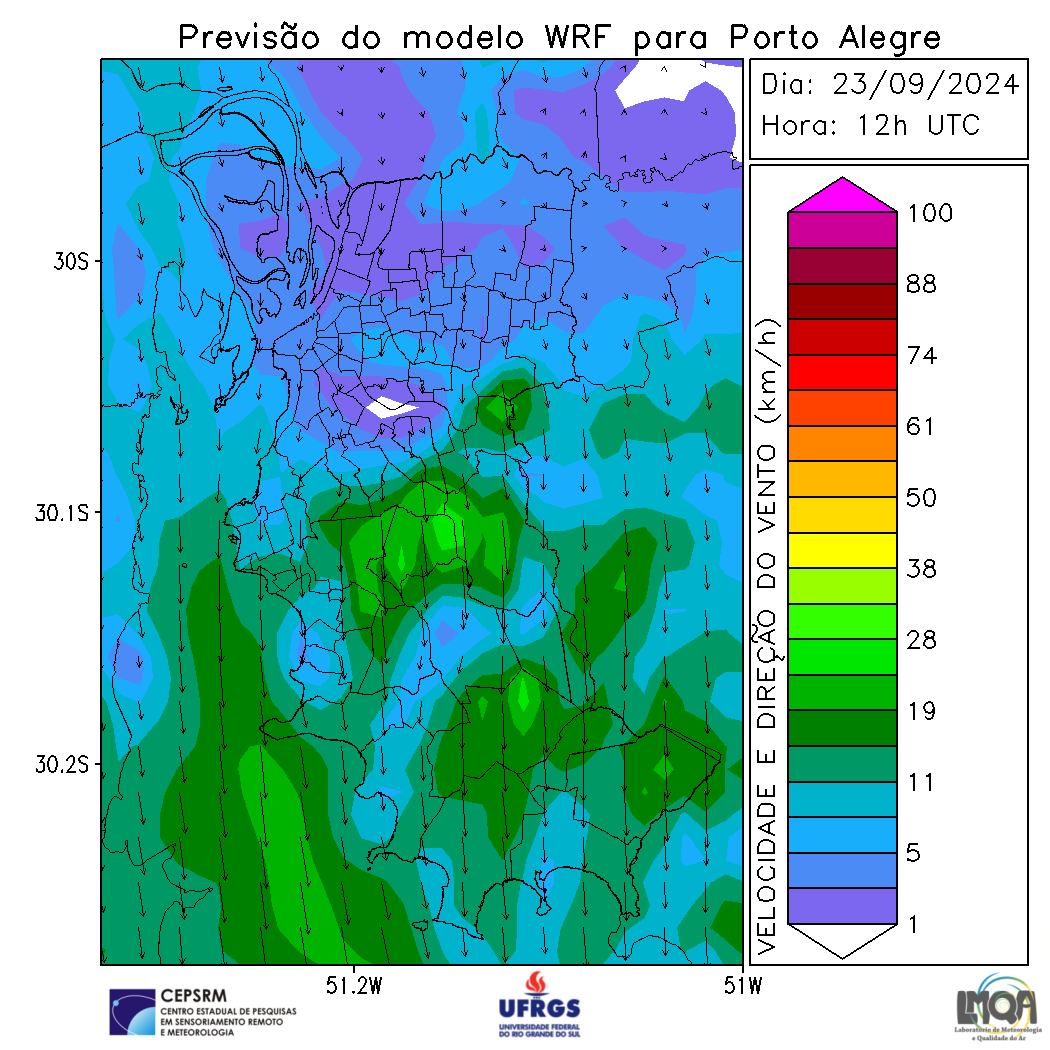 Previsão do modelo WRF para Porto Alegre
Dia: 23/09/2024
Hora: 12h UTC
30S
30.1S
30.2S
51.2W
51W
VELOCIDADE E DIREÇÃO DO VENTO (km/h)
100
88
74
61
50
38
28
19
11
5
1
CEPSRM
CENTRO ESTADUAL DE PESQUISAS
EM SENSORIAMENTO REMOTO
E METEOROLOGIA
UFRGS
UNIVERSIDADE FEDERAL
DO RIO GRANDE DO SUL
LMQA
Laboratório de Meteorologia
e Qualidade do Ar